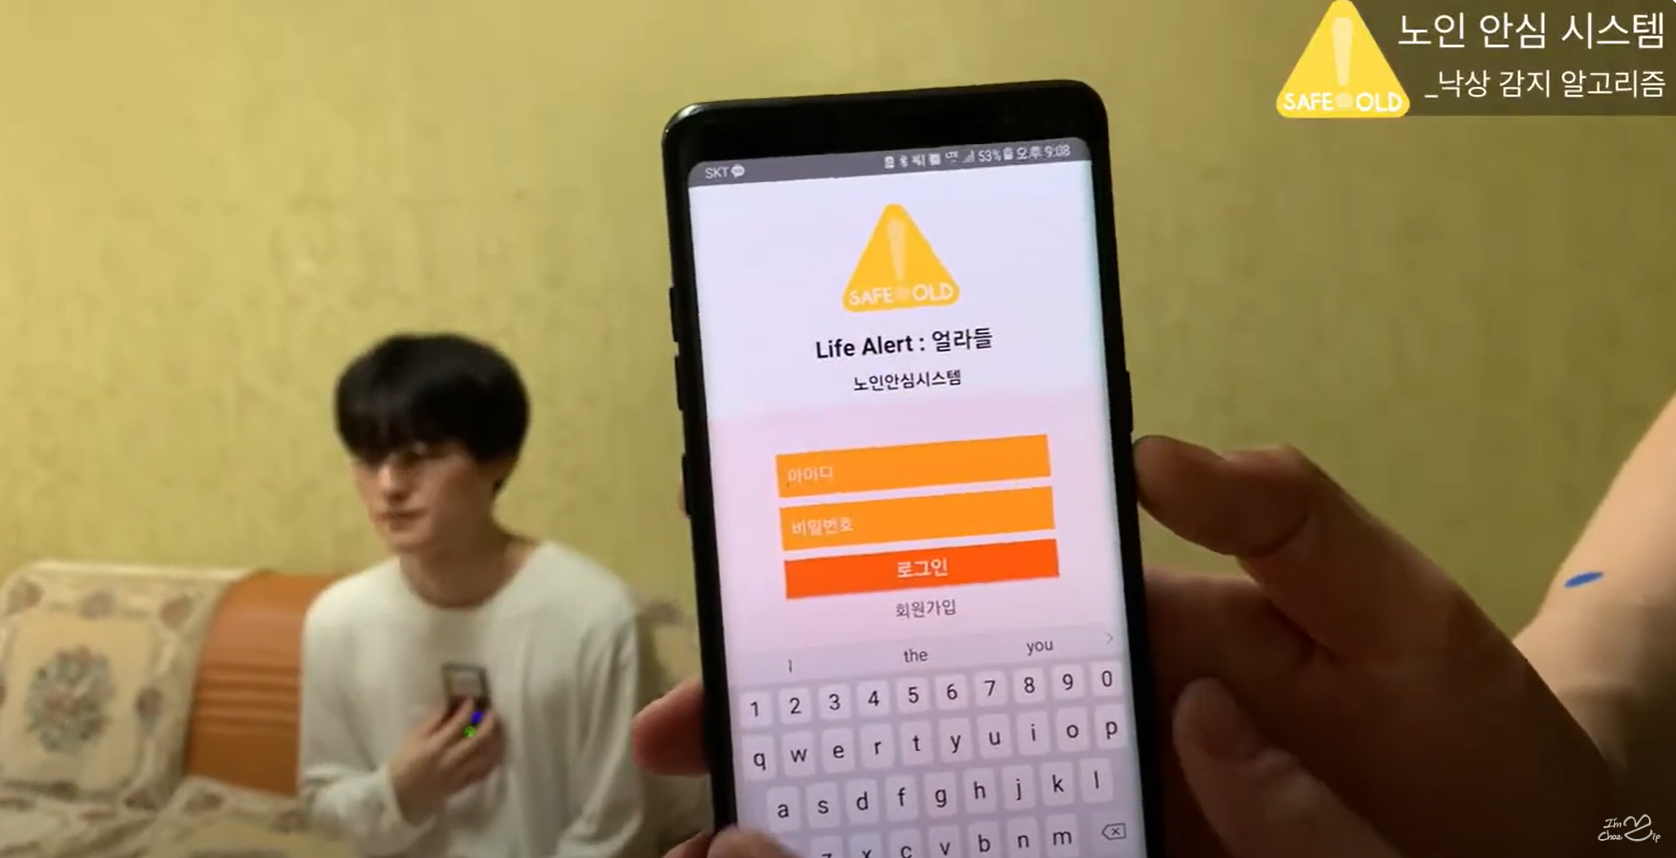 노인 안심 시스템
_낙상 감지 알고리즘
SAFE OLD
SKT
53% 오후 9:08
SAFE OLD
Life Alert : 얼라들
노인안심시스템
아이디
비밀번호
로그인
회원가입
I the you
1 2 3 4 5 6 7 8 9 0
q w e r t y u i o p
a s d f g h j k l
z x c v b n m
I'm